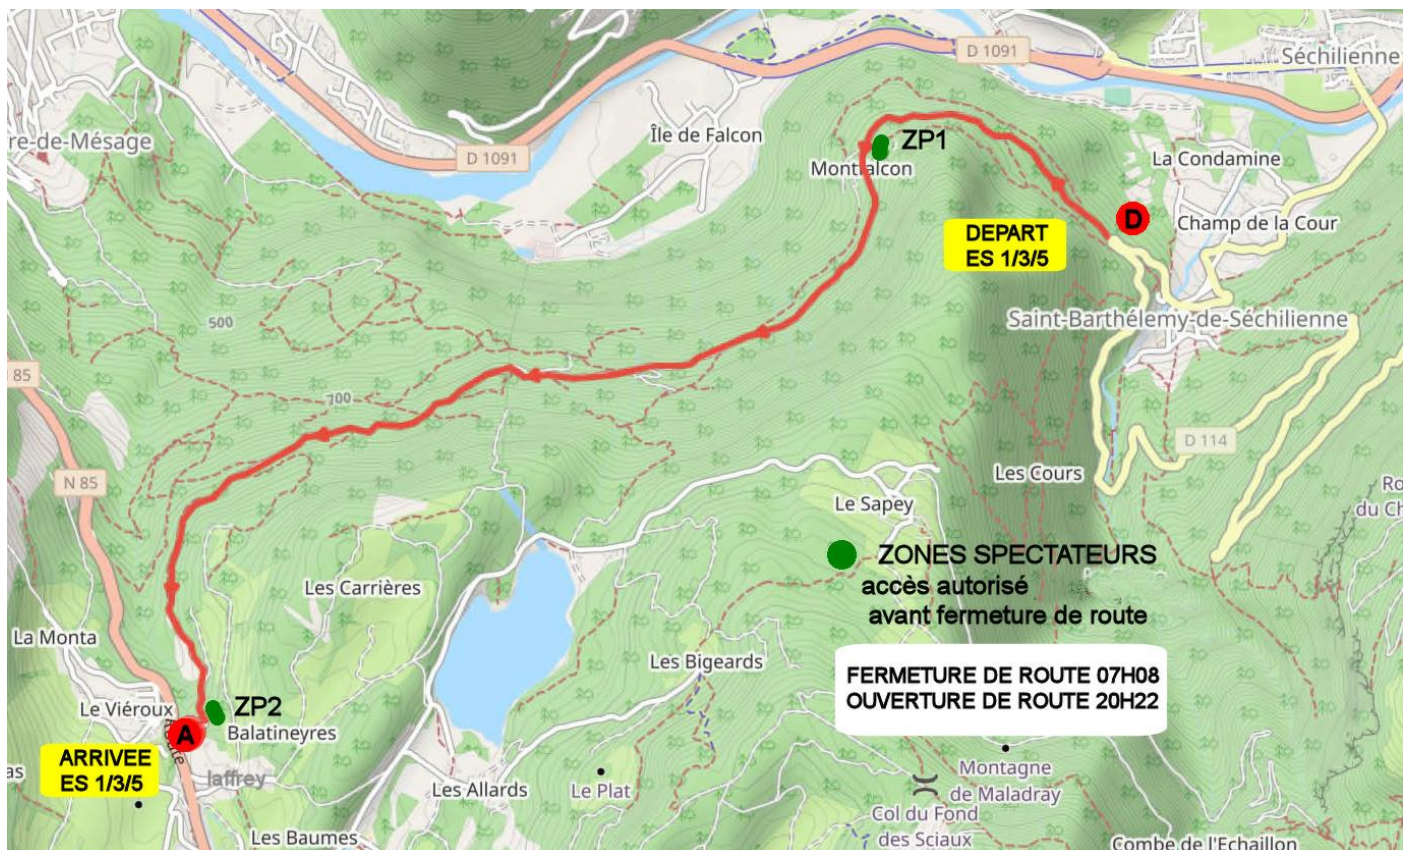 D 1091
Séchilienne
Île de Falcon
ZP1
re-de-Mésage
D 1091
Montfalcon
La Condamine
D
Champ de la Cour
DEPART
ES 1/3/5
500
Saint-Barthélemy-de-Séchilienne
85
700
D 114
N 85
Les Cours
Le Sapey
ZONES SPECTATEURS
accès autorisé
avant fermeture de route
Les Carrières
La Monta
Les Bigeards
FERMETURE DE ROUTE 07H08
OUVERTURE DE ROUTE 20H22
Le Viéroux
ZP2
Balatineyres
A
ARRIVEE
ES 1/3/5
laffrey
Les Allards
Le Plat
Montagne
de Maladray
Col du Fond
des Sciaux
Les Baumes
Combe de l'Echaillon